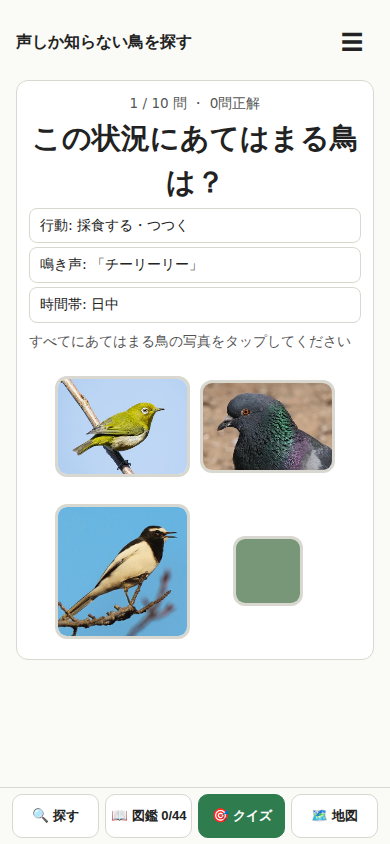 声しか知らない鳥を探す
1 / 10 問 ・ 0問正解
この状況にあてはまる鳥
は？
行動: 採食する・つつく
鳴き声: 「チーリーリー」
時間帯: 日中
すべてにあてはまる鳥の写真をタップしてください
探す
図鑑 0/44
クイズ
地図